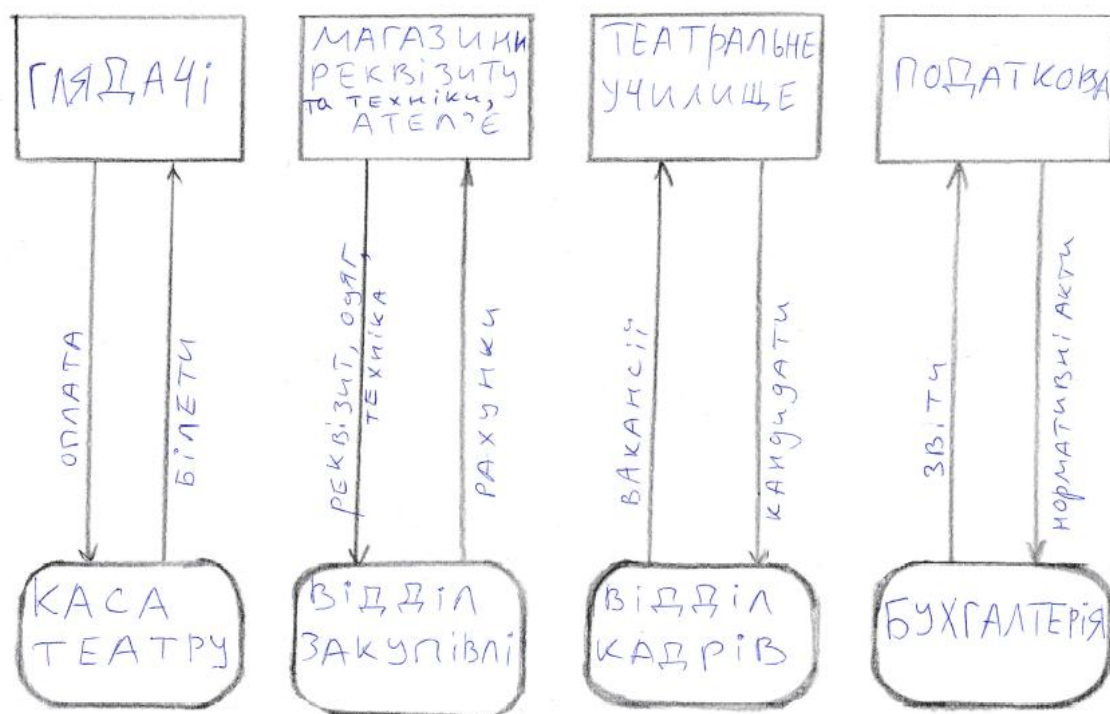 ГЛЯДАЧІ
МАГАЗИНИ
РЕКВІЗИТУ
та ТЕХНІКИ,
АТЕЛ'Є
ТЕАТРАЛЬНЕ
УЧИЛИЩЕ
ПОДАТКОВА
ОПЛАТА
БІЛЕТИ
РЕКВІЗИТ, ОДЯГ,
ТЕХНІКА
РАХУНКИ
ВАКАНСІЇ
КАНДИДАТИ
ЗВІТИ
НОРМАТИВНІ АКТИ
КАСА
ТЕАТРУ
ВІДДІЛ
ЗАКУПІВЛІ
ВІДДІЛ
КАДРІВ
БУХГАЛТЕРІЯ